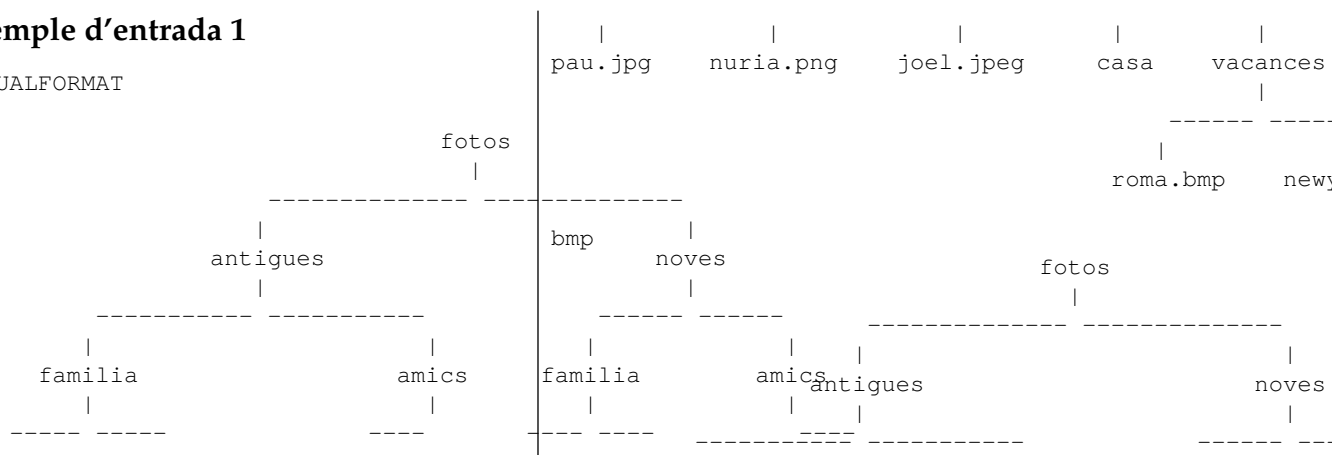 emple d'entrada 1
UALFORMAT
fotos
|
-------------- --------------
| |
antigues noves
| |
----------- ----------- ------ ------
| | | |
familia amics familia amics
| | | |
----- ----- ---- ---- ---- ----
| | | | |
pau.jpg nuria.png joel.jpeg casa vacances
|
------ -----
|
roma.bmp newy
bmp
fotos
|
-------------- --------------
| |
antigues noves
| |
----------- ----------- ------ ---